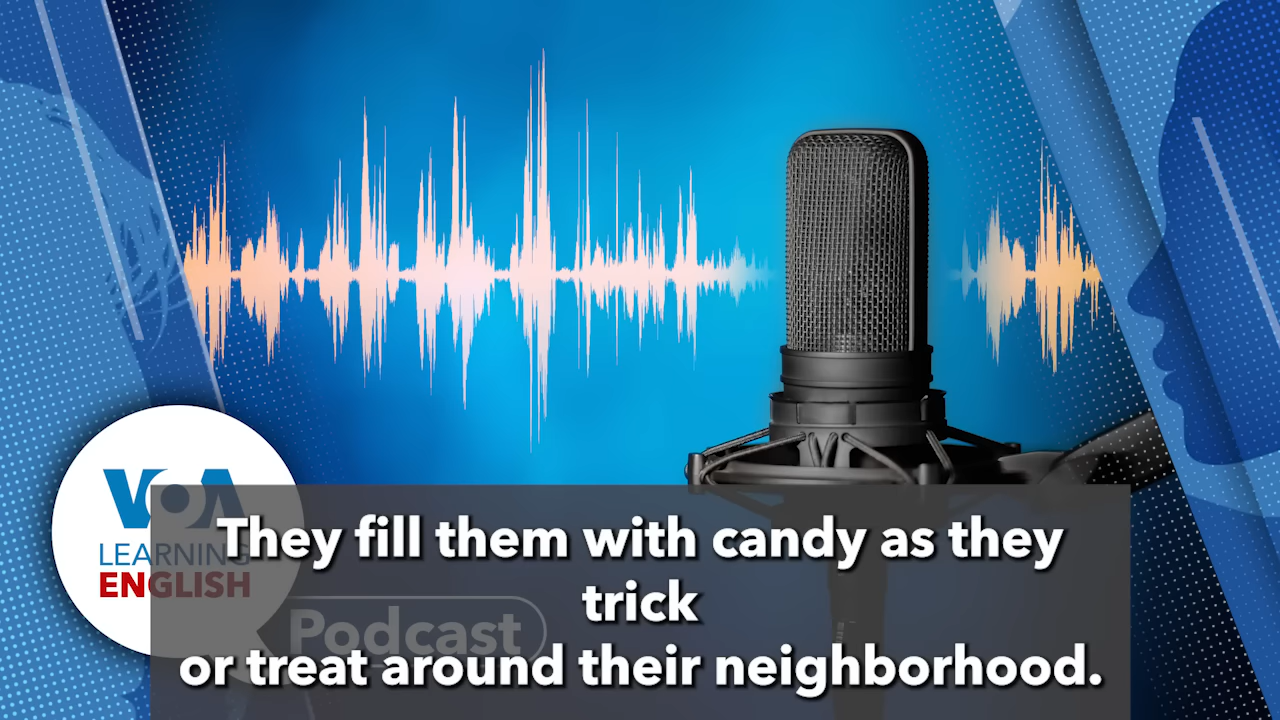 VOA
LEARNING
ENGLISH
Podcast
They fill them with candy as they
trick
or treat around their neighborhood.